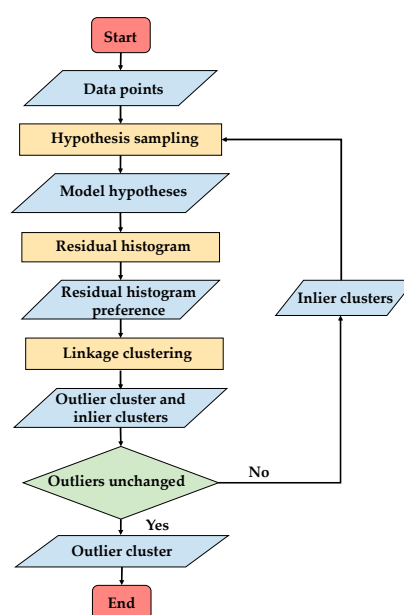 Start
Data points
Hypothesis sampling
Model hypotheses
Residual histogram
Residual histogram
preference
Inlier clusters
Linkage clustering
Outlier cluster and
inlier clusters
Outliers unchanged
No
Yes
Outlier cluster
End